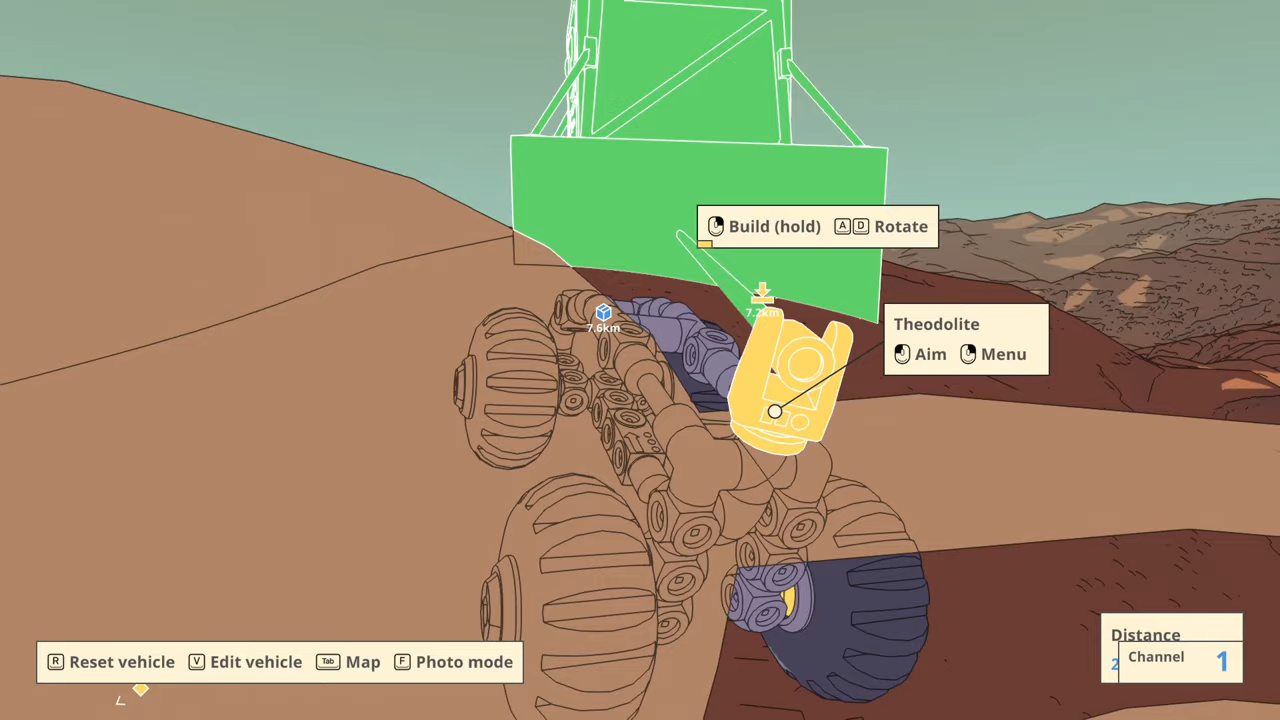 Build (hold) A D Rotate
7.2km
7.6km
Theodolite
Aim Menu
Distance
2
Channel 1
R Reset vehicle V Edit vehicle Tab Map F Photo mode